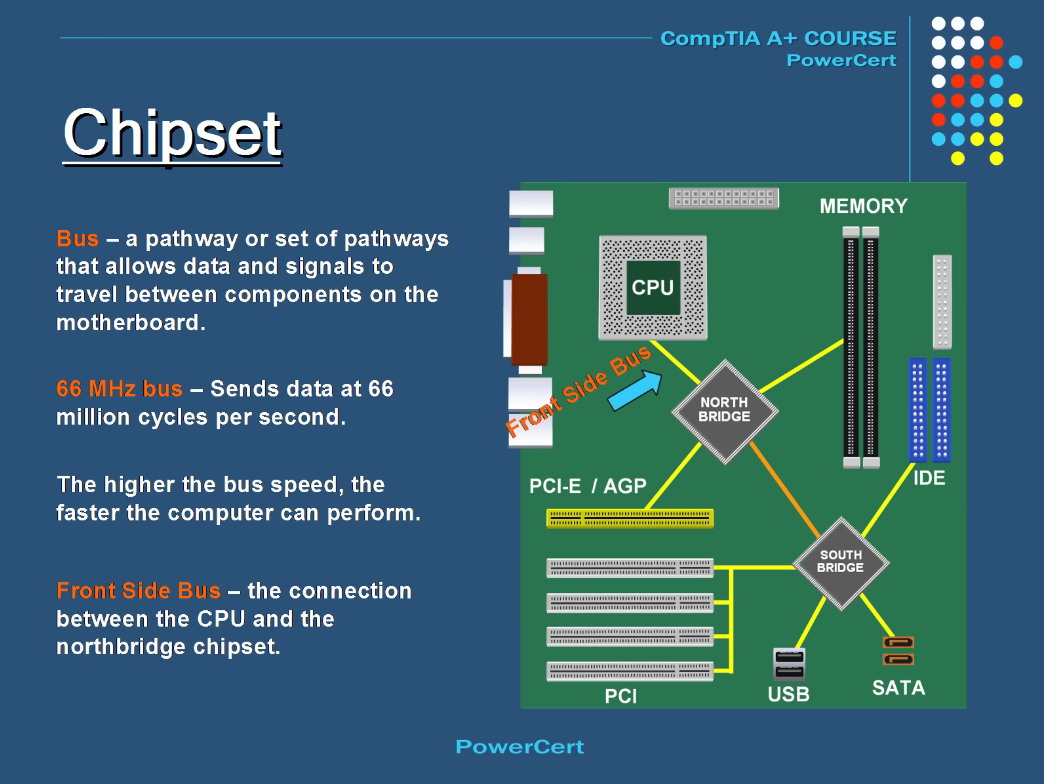 CompTIA A+ COURSE
PowerCert
Chipset
Bus – a pathway or set of pathways
that allows data and signals to
travel between components on the
motherboard.
66 MHz bus – Sends data at 66
million cycles per second.
The higher the bus speed, the
faster the computer can perform.
Front Side Bus – the connection
between the CPU and the
northbridge chipset.
MEMORY
CPU
Front Side Bus
NORTH
BRIDGE
PCI-E / AGP
IDE
SOUTH
BRIDGE
PCI
USB
SATA
PowerCert